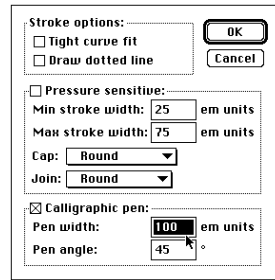 Stroke options:
OK
Tight curve fit
Draw dotted line
Cancel
Pressure sensitive:
Min stroke width: 25 em units
Max stroke width: 75 em units
Cap: Round
Join: Round
Calligraphic pen:
Pen width: 100 em units
Pen angle: 45 °